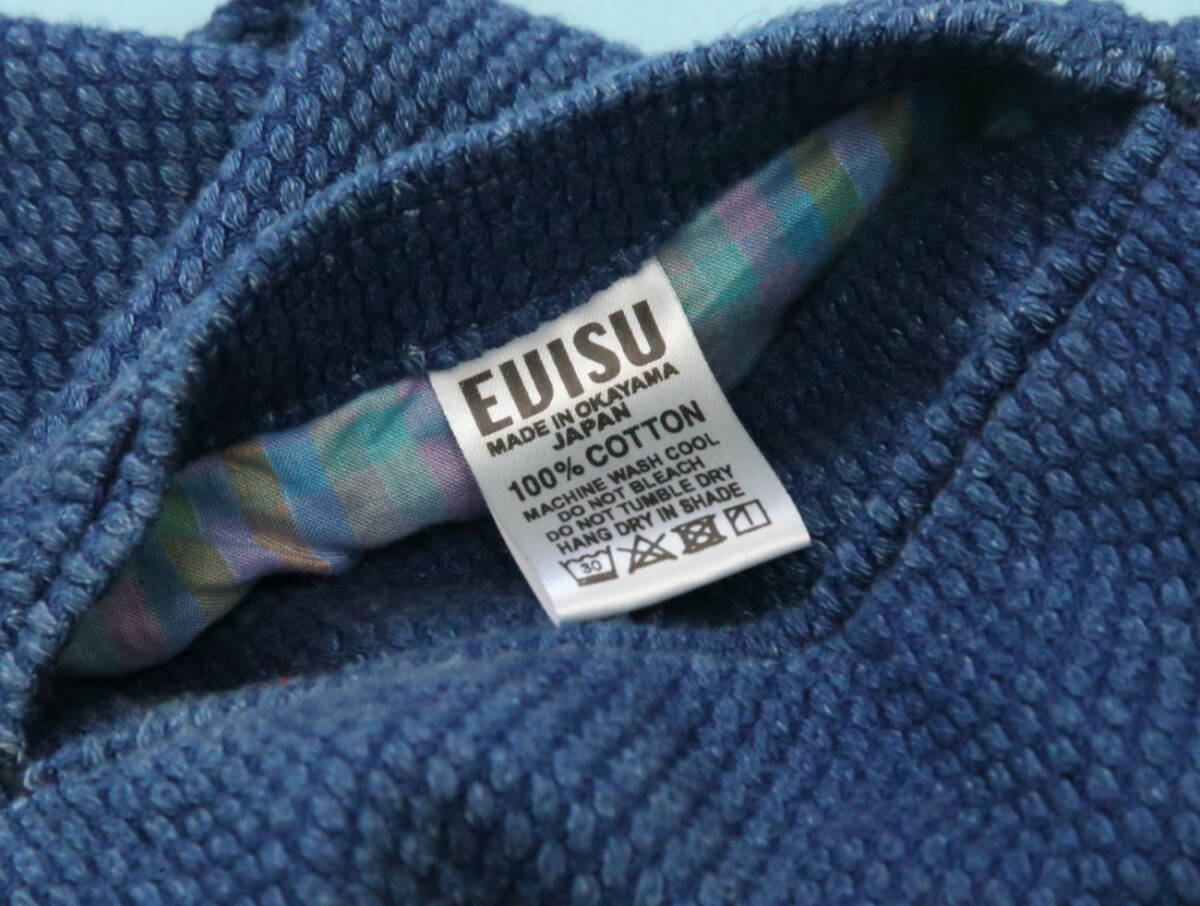 EVISU
MADE IN OKAYAMA
JAPAN
100% COTTON
MACHINE WASH COOL
DO NOT BLEACH
DO NOT TUMBLE DRY
HANG DRY IN SHADE
30 1